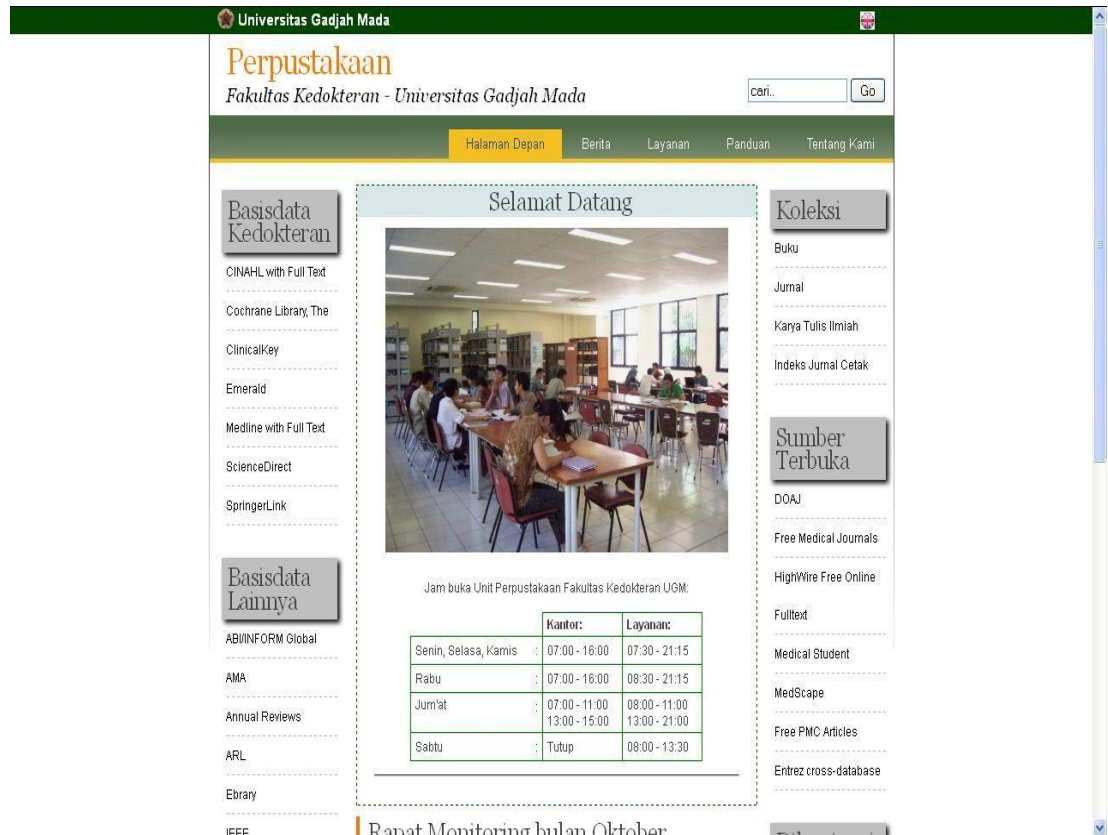 Universitas Gadjah Mada
Perpustakaan
Fakultas Kedokteran - Universitas Gadjah Mada
cari..
Go
Halaman Depan
Berita
Layanan
Panduan
Tentang Kami
Basisdata
Kedokteran
CINAHL with Full Text
Cochrane Library, The
ClinicalKey
Emerald
Medline with Full Text
ScienceDirect
SpringerLink
Basisdata
Lainnya
ABI/INFORM Global
AMA
Annual Reviews
ARL
Ebrary
IEEE
Selamat Datang
Jam buka Unit Perpustakaan Fakultas Kedokteran UGM:
Kantor: Layanan:
Senin, Selasa, Kamis : 07:00 - 16:00 07:30 - 21:15
Rabu : 07:00 - 16:00 08:30 - 21:15
Jum'at : 07:00 - 11:00 08:00 - 11:00
13:00 - 15:00 13:00 - 21:00
Sabtu : Tutup 08:00 - 13:30
Rapat Monitoring bulan Oktober
Koleksi
Buku
Jurnal
Karya Tulis Ilmiah
Indeks Jurnal Cetak
Sumber
Terbuka
DOAJ
Free Medical Journals
HighWire Free Online
Fulltext
Medical Student
MedScape
Free PMC Articles
Entrez cross-database